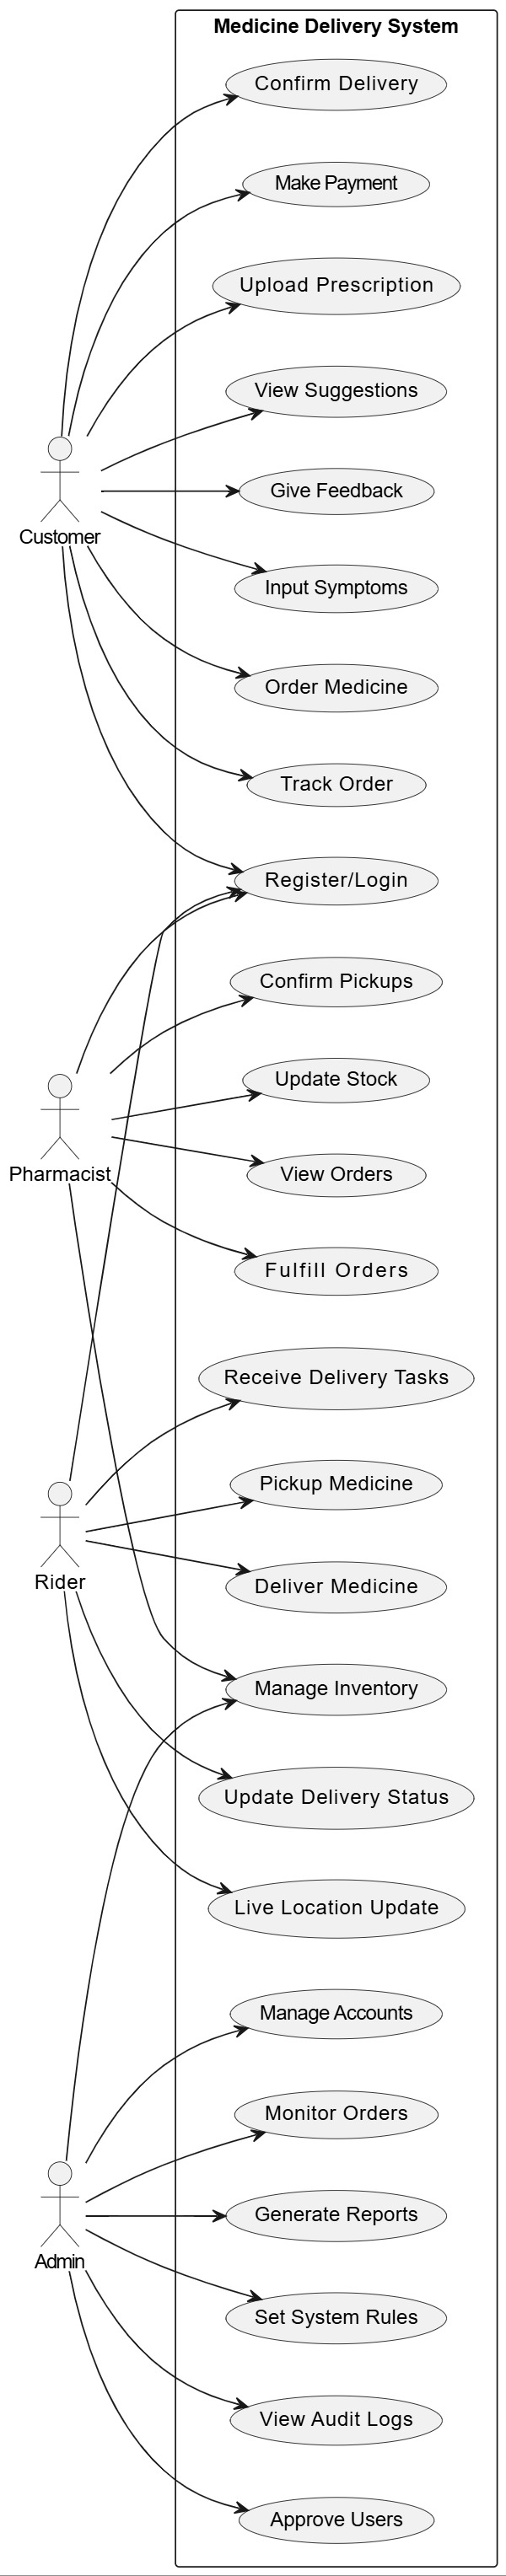 Medicine Delivery System
Confirm Delivery
Make Payment
Upload Prescription
View Suggestions
Give Feedback
Customer
Input Symptoms
Order Medicine
Track Order
Register/Login
Confirm Pickups
Update Stock
Pharmacist
View Orders
Fulfill Orders
Receive Delivery Tasks
Pickup Medicine
Rider
Deliver Medicine
Manage Inventory
Update Delivery Status
Live Location Update
Manage Accounts
Monitor Orders
Generate Reports
Admin
Set System Rules
View Audit Logs
Approve Users